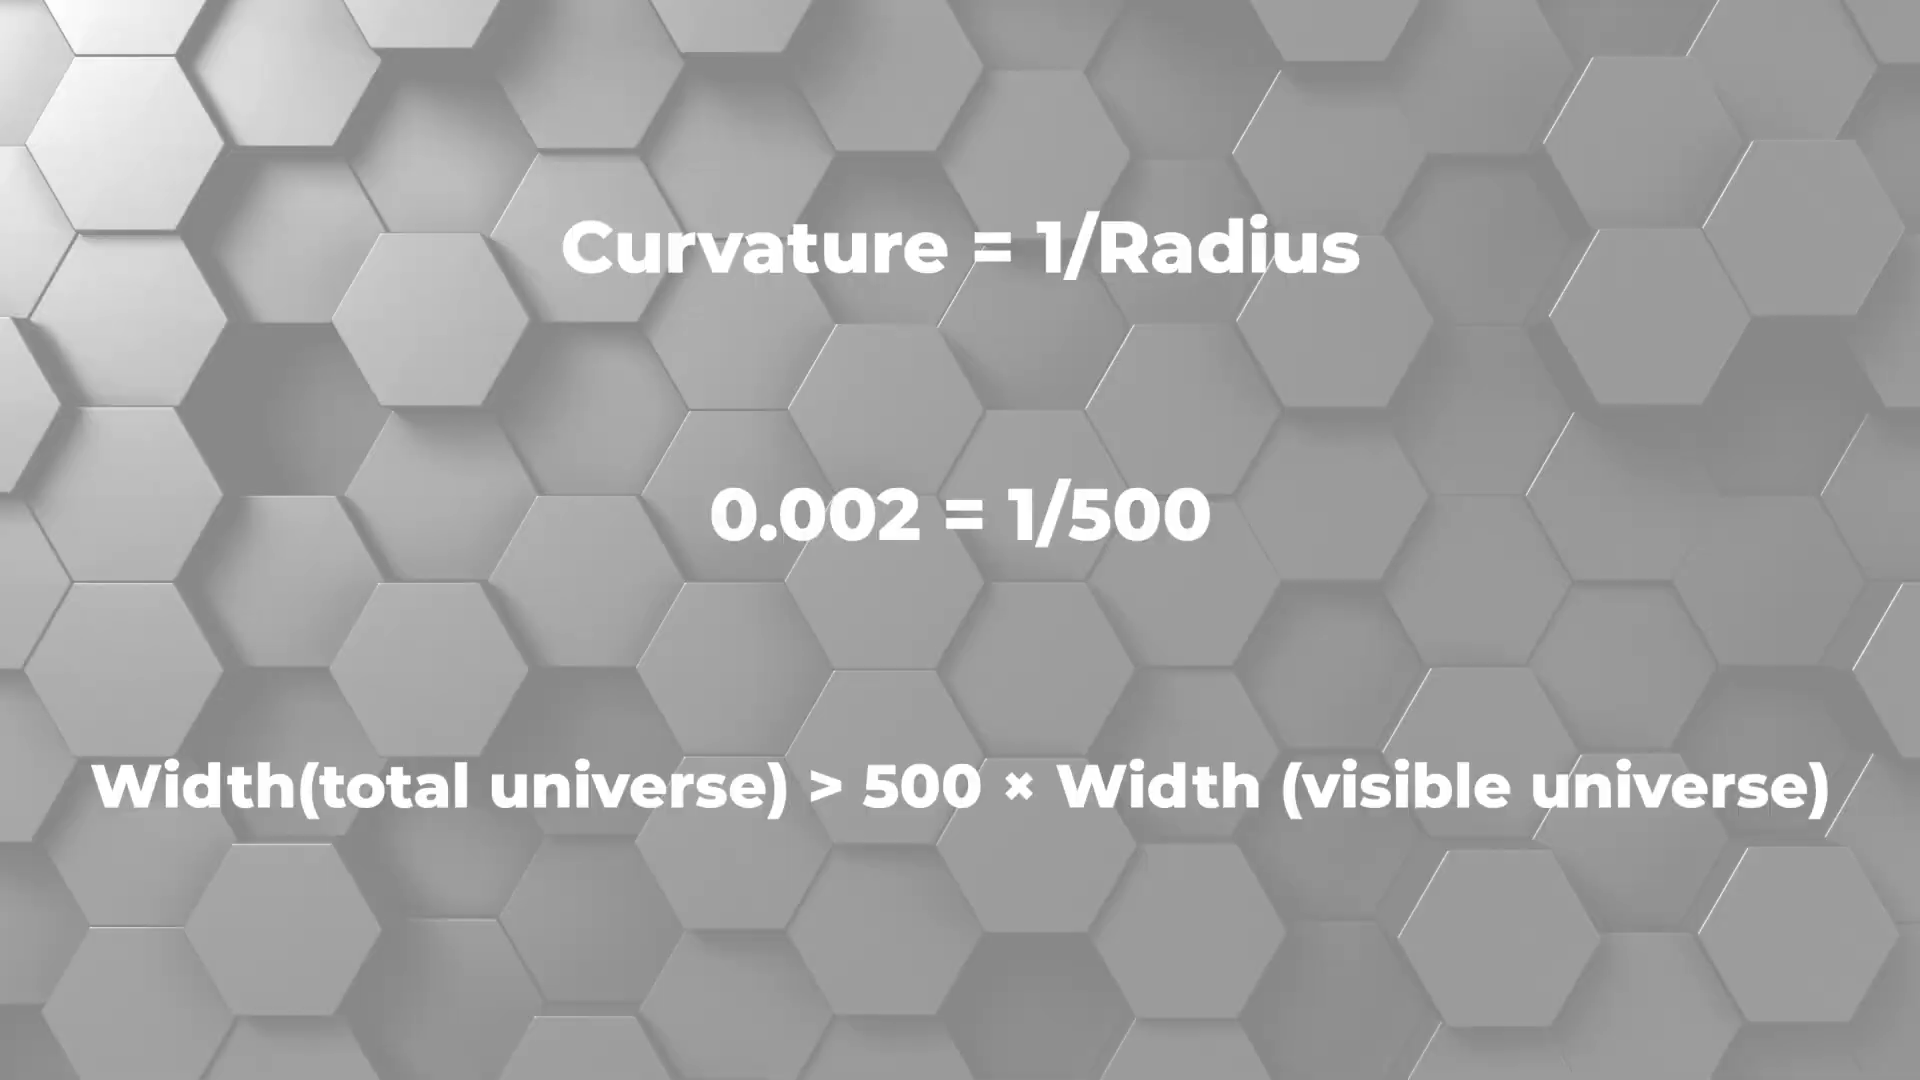 Curvature = 1/Radius
0.002 = 1/500
Width(total universe) > 500 × Width (visible universe)